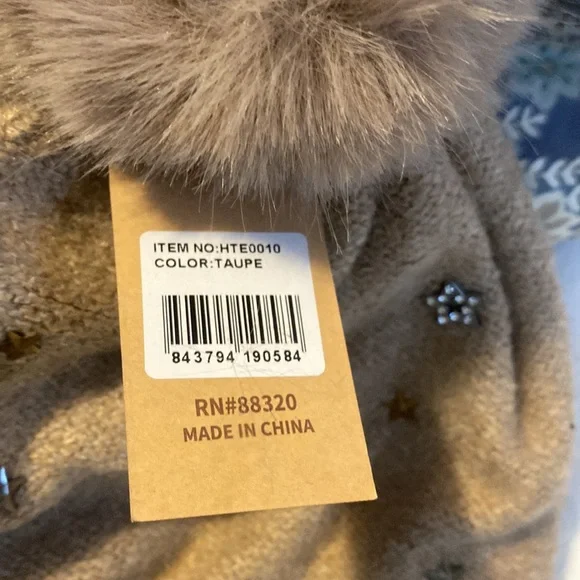 ITEM NO:HTE0010
COLOR:TAUPE
843794 190584
RN#88320
MADE IN CHINA